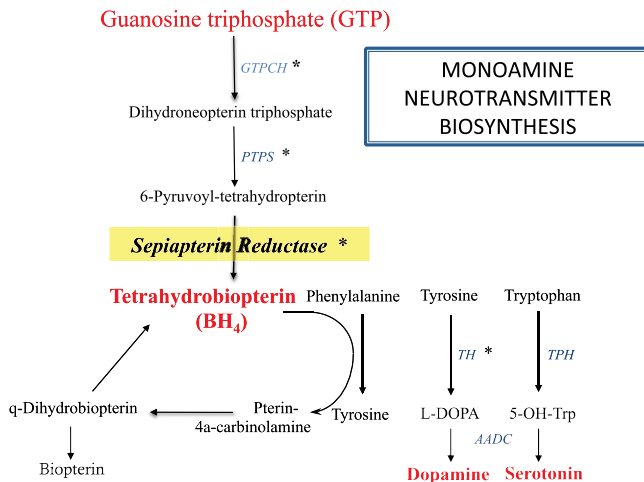 Guanosine triphosphate (GTP)
GTPCH *
MONOAMINE
NEUROTRANSMITTER
BIOSYNTHESIS
Dihydroneopterin triphosphate
PTPS *
6-Pyruvoyl-tetrahydropterin
Sepiapterin Reductase *
Tetrahydrobiopterin
(BH4)
Phenylalanine
Tyrosine
Tryptophan
TH *
TPH
q-Dihydrobiopterin
Pterin-
4a-carbinolamine
Tyrosine
L-DOPA
5-OH-Trp
AADC
Biopterin
Dopamine
Serotonin